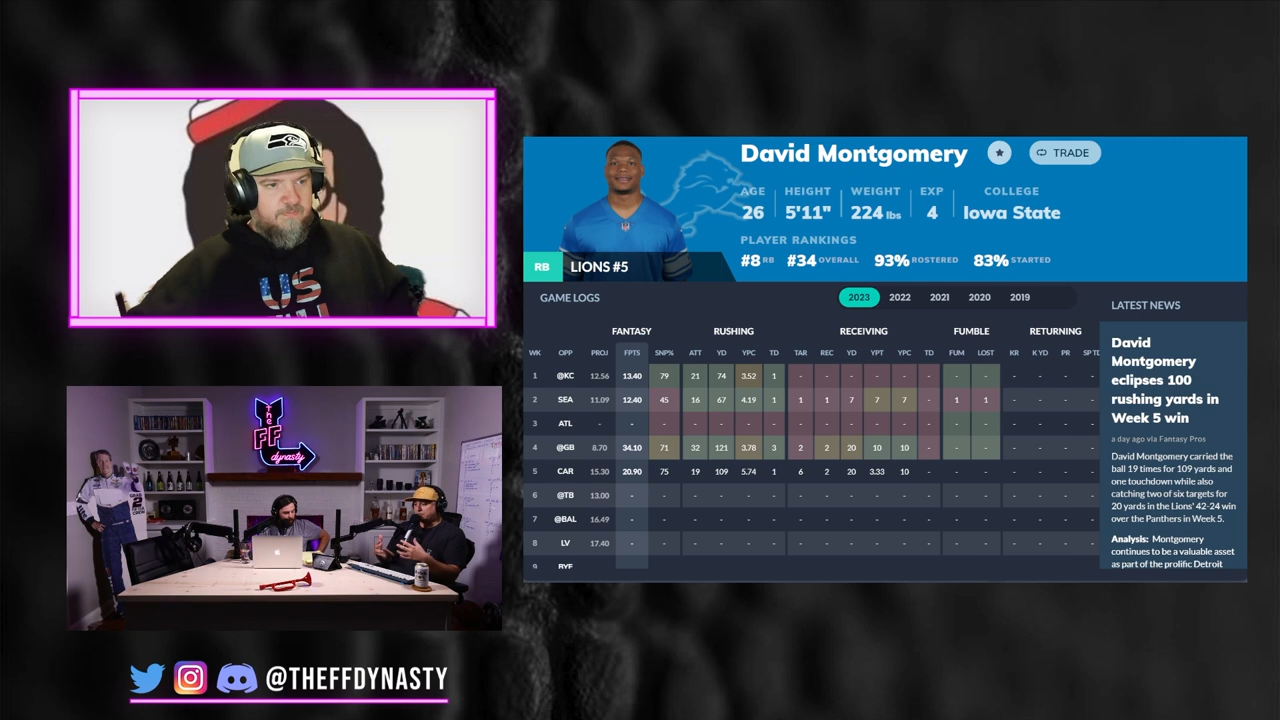 US
The
FF
dynasty
@THEFFDYNASTY
David Montgomery
TRADE
AGE HEIGHT WEIGHT EXP COLLEGE
26 5'11" 224 lbs 4 Iowa State
PLAYER RANKINGS
#8 RB #34 OVERALL 93% ROSTERED 83% STARTED
RB LIONS #5
GAME LOGS 2023 2022 2021 2020 2019
FANTASY RUSHING RECEIVING FUMBLE RETURNING
WK OPP PROJ FPTS SNP% ATT YD YPC TD TAR REC YD YPT YPC TD FUM LOST KR KYD PR SP TD
1 @KC 12.56 13.40 79 21 74 3.52 1 - - - - - - - - - - - -
2 SEA 11.09 12.40 45 16 67 4.19 1 1 1 7 7 7 - 1 1 - - - -
3 ATL - - - - - - - - - - - - - - - - - - -
4 @GB 8.70 34.10 71 32 121 3.78 3 2 2 20 10 10 - - - - - - -
5 CAR 15.30 20.90 75 19 109 5.74 1 6 2 20 3.33 10 - - - - - - -
6 @TB 13.00 - - - - - - - - - - - - - - - - - -
7 @BAL 16.49 - - - - - - - - - - - - - - - - - -
8 LV 17.40 - - - - - - - - - - - - - - - - - -
9 BYE
LATEST NEWS
David
Montgomery
eclipses 100
rushing yards in
Week 5 win
a day ago via Fantasy Pros
David Montgomery carried the
ball 19 times for 109 yards and
one touchdown while also
catching two of six targets for
20 yards in the Lions' 42-24 win
over the Panthers in Week 5.
Analysis: Montgomery
continues to be a valuable asset
as part of the prolific Detroit